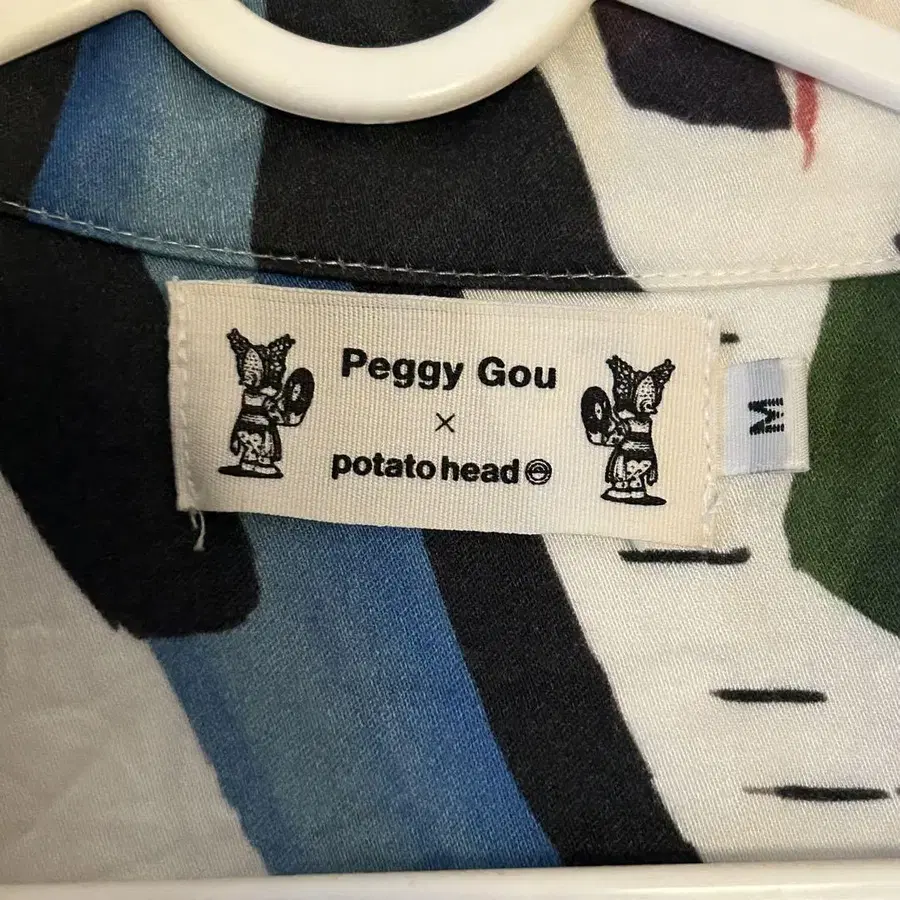 Peggy Gou
×
potato head
M